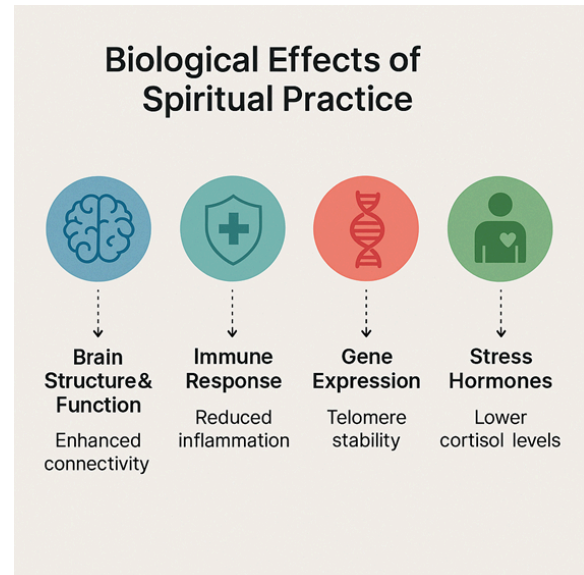 Biological Effects of
Spiritual Practice
Brain
Structure&
Function
Enhanced
connectivity
Immune
Response
Reduced
inflammation
Gene
Expression
Telomere
stability
Stress
Hormones
Lower
cortisol levels